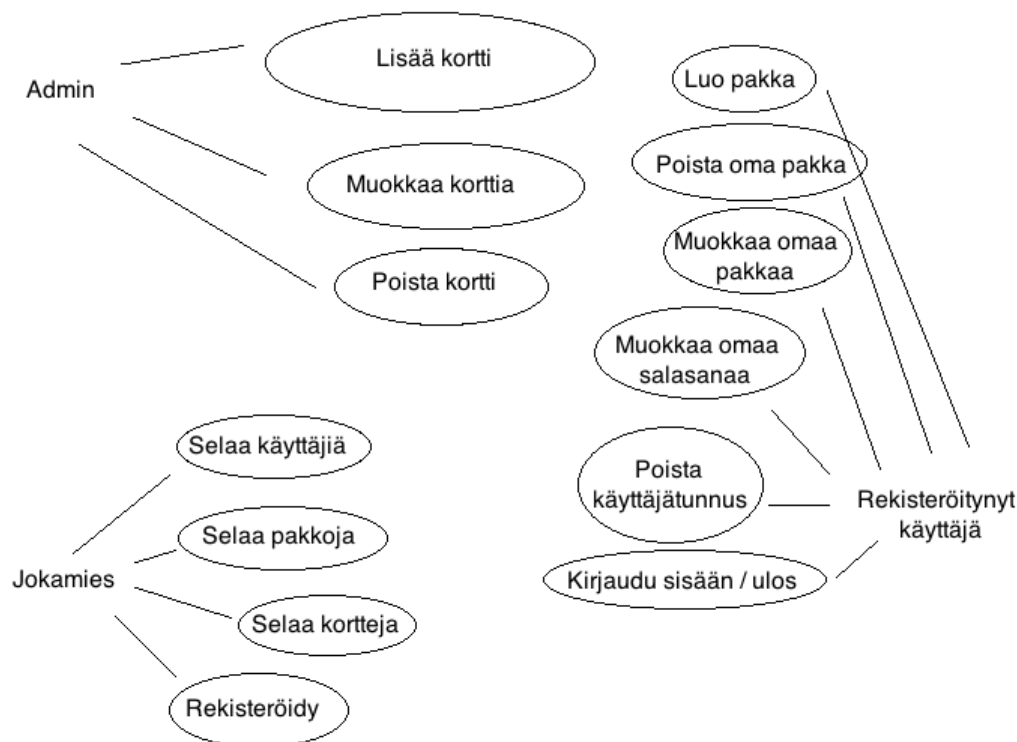 Admin
Lisää kortti
Muokkaa korttia
Poista kortti
Luo pakka
Poista oma pakka
Muokkaa omaa
pakkaa
Muokkaa omaa
salasanaa
Poista
käyttäjätunnus
Kirjaudu sisään / ulos
Rekisteröitynyt
käyttäjä
Jokamies
Selaa käyttäjiä
Selaa pakkoja
Selaa kortteja
Rekisteröidy